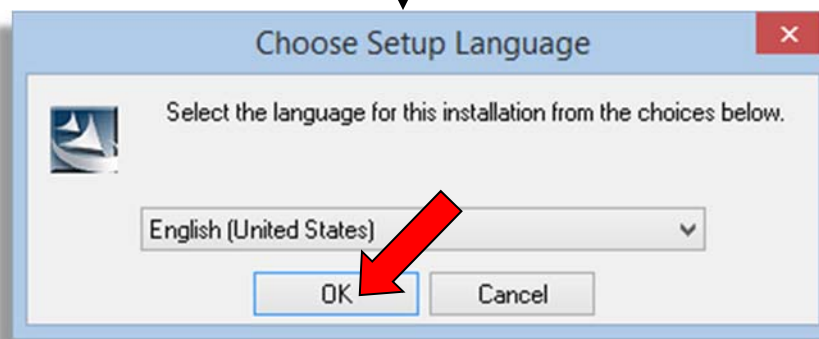 Choose Setup Language
Select the language for this installation from the choices below.
English (United States)
OK
Cancel